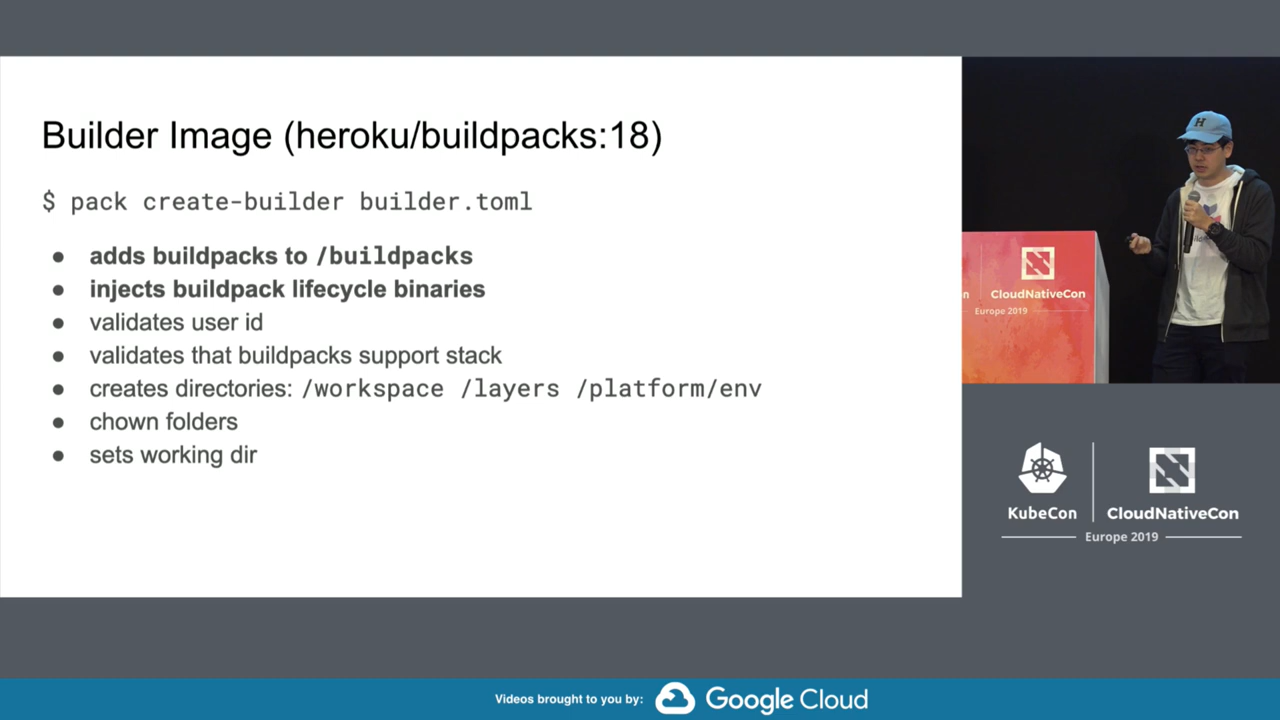 Builder Image (heroku/buildpacks:18)
$ pack create-builder builder.toml
● adds buildpacks to /buildpacks
● injects buildpack lifecycle binaries
● validates user id
● validates that buildpacks support stack
● creates directories: /workspace /layers /platform/env
● chown folders
● sets working dir
H
n
CloudNativeCon
Europe 2019
KubeCon
CloudNativeCon
Europe 2019
Videos brought to you by:
Google Cloud